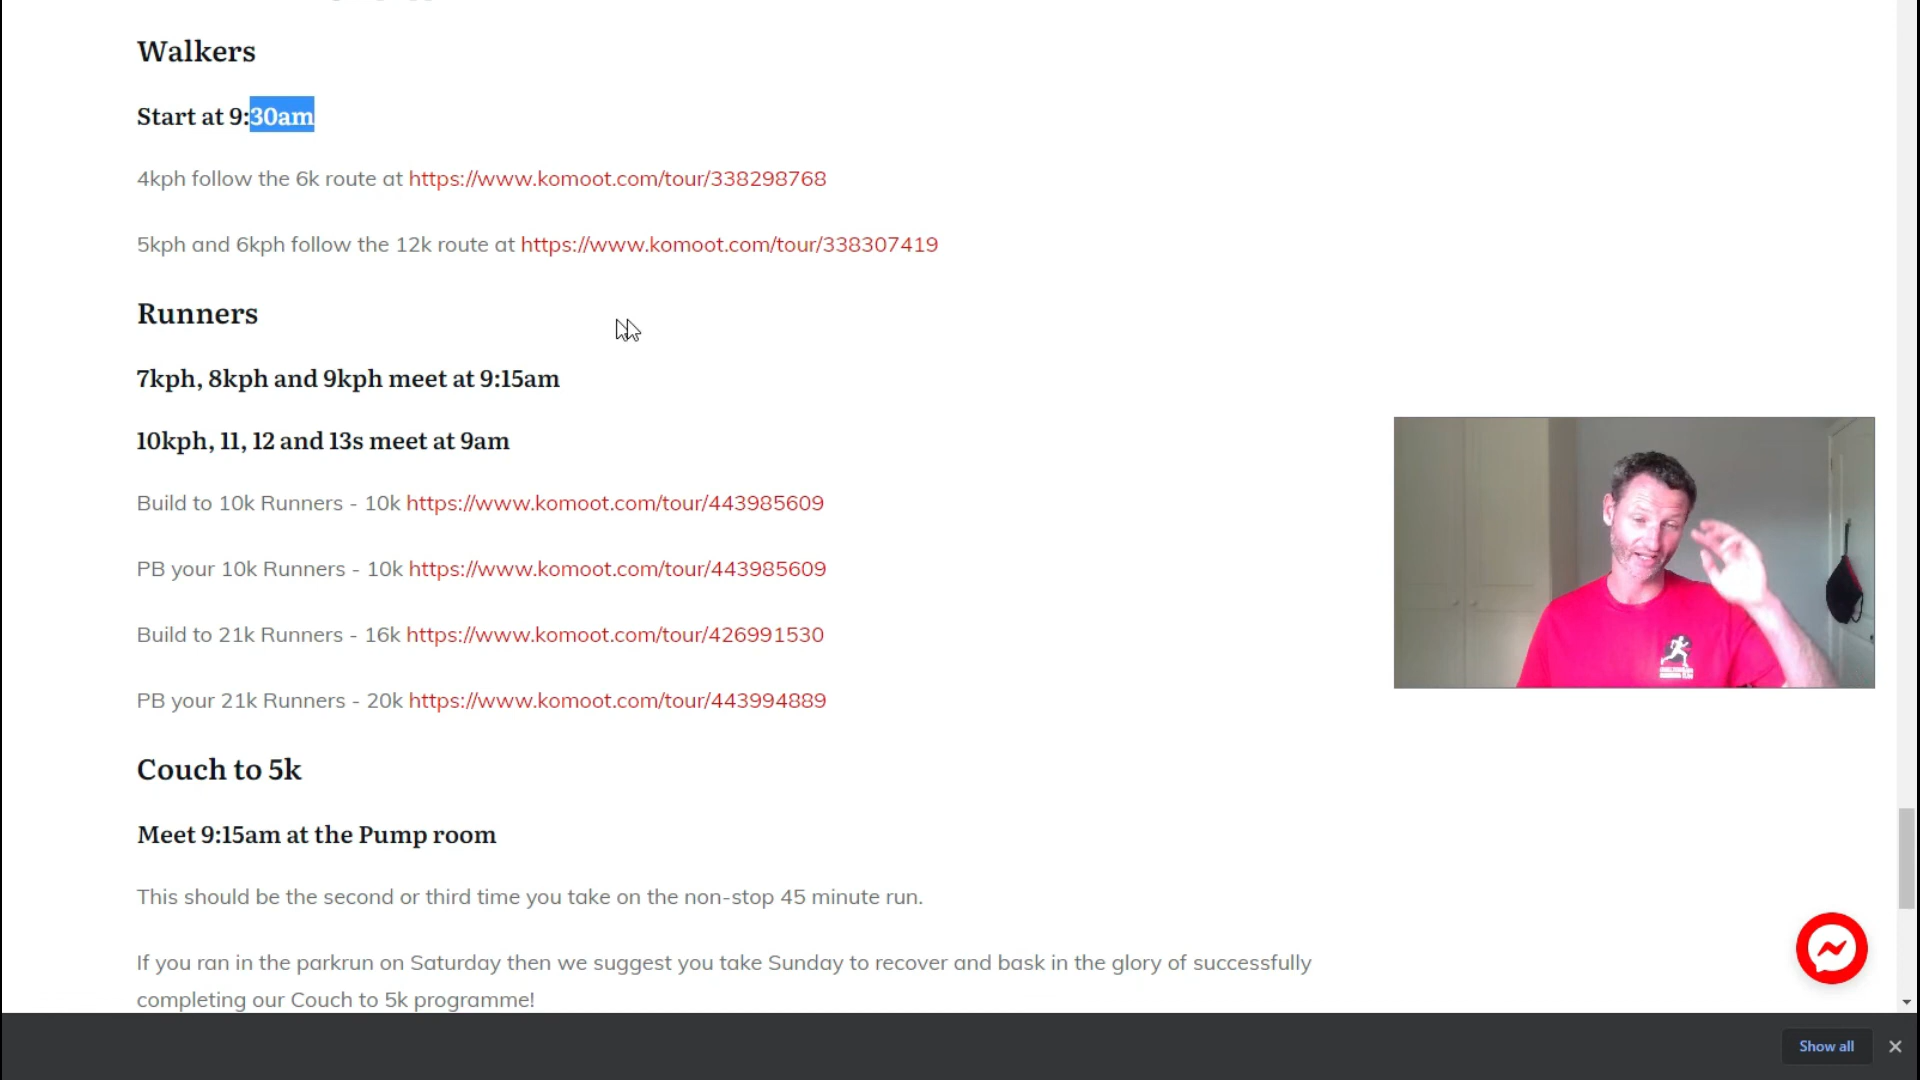 Walkers
Start at 9:30am
4kph follow the 6k route at https://www.komoot.com/tour/338298768
5kph and 6kph follow the 12k route at https://www.komoot.com/tour/338307419
Runners
7kph, 8kph and 9kph meet at 9:15am
10kph, 11, 12 and 13s meet at 9am
Build to 10k Runners - 10k https://www.komoot.com/tour/443985609
PB your 10k Runners - 10k https://www.komoot.com/tour/443985609
Build to 21k Runners - 16k https://www.komoot.com/tour/426991530
PB your 21k Runners - 20k https://www.komoot.com/tour/443994889
Couch to 5k
Meet 9:15am at the Pump room
This should be the second or third time you take on the non-stop 45 minute run.
If you ran in the parkrun on Saturday then we suggest you take Sunday to recover and bask in the glory of successfully
completing our Couch to 5k programme!
Show all